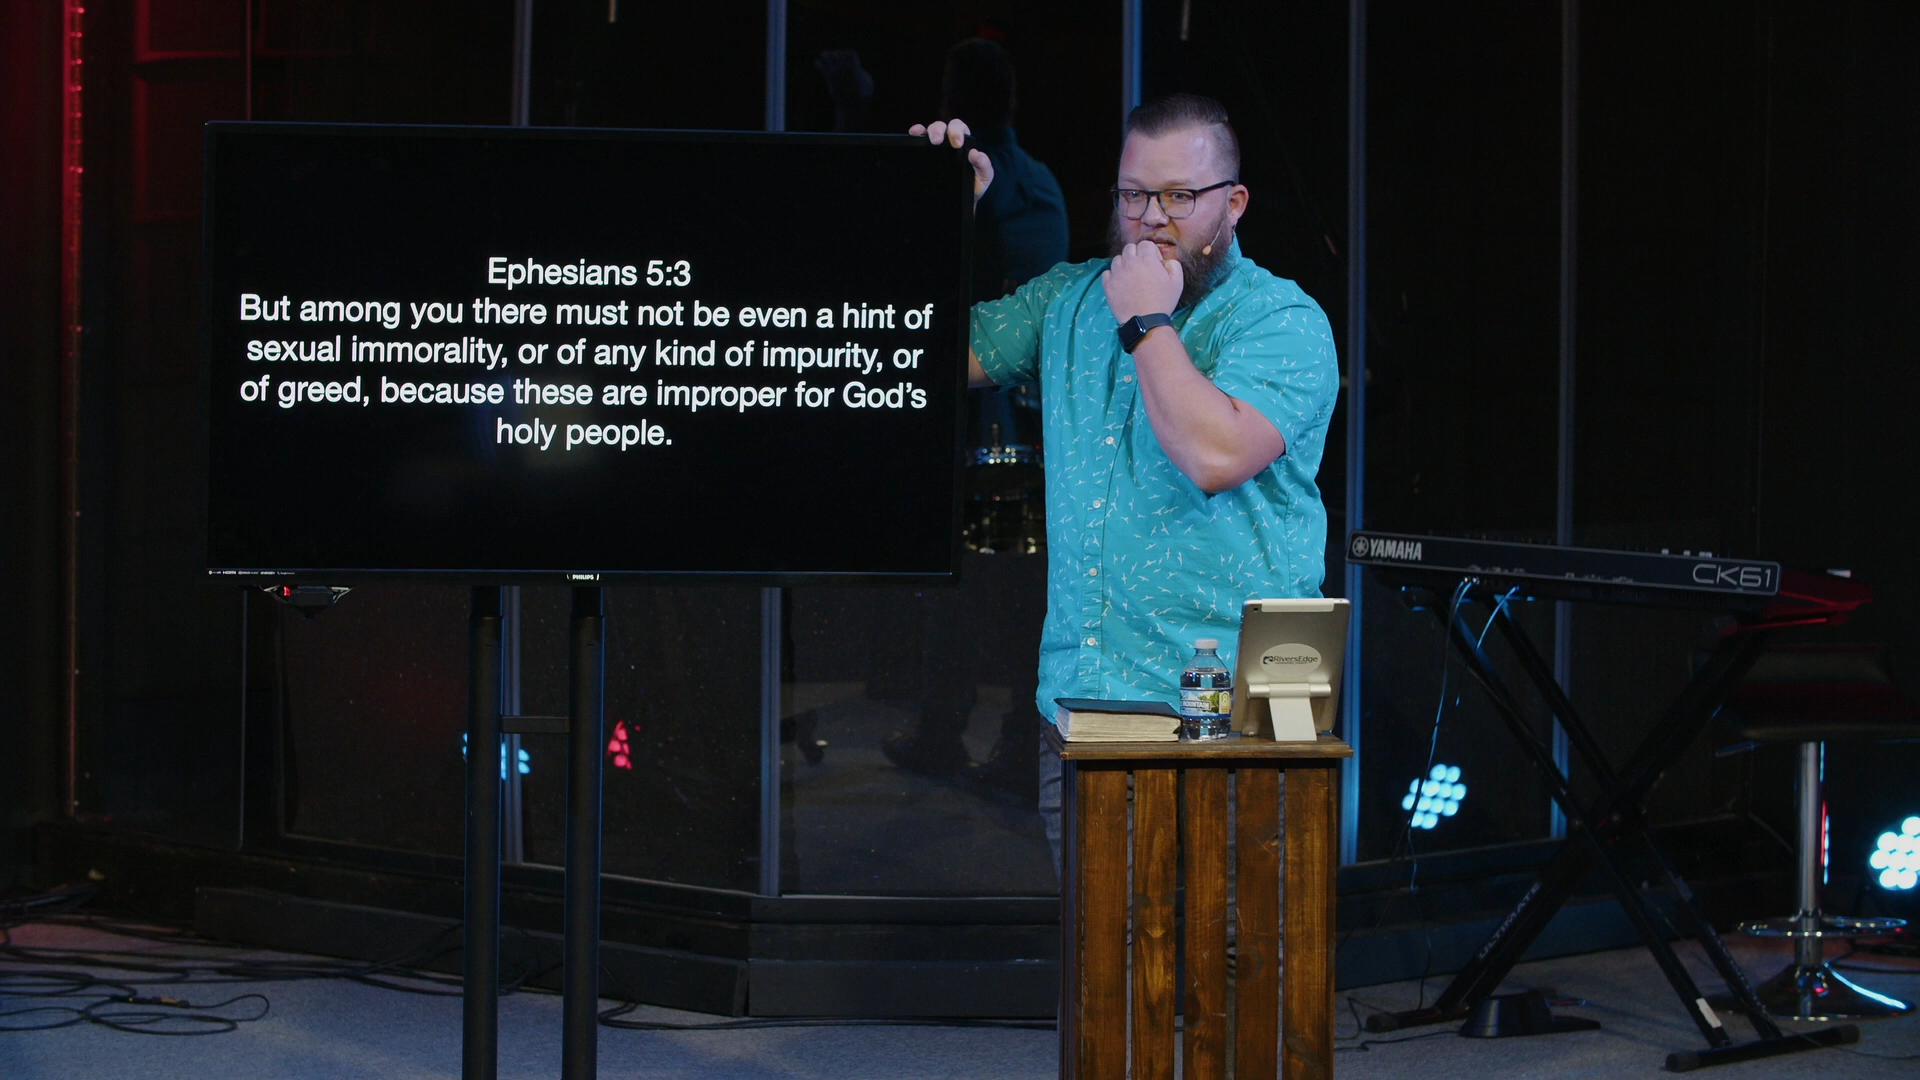 Ephesians 5:3
But among you there must not be even a hint of
sexual immorality, or of any kind of impurity, or
of greed, because these are improper for God's
holy people.
PHILIPS
YAMAHA
CK61
RiversEdge
ULTIMATE